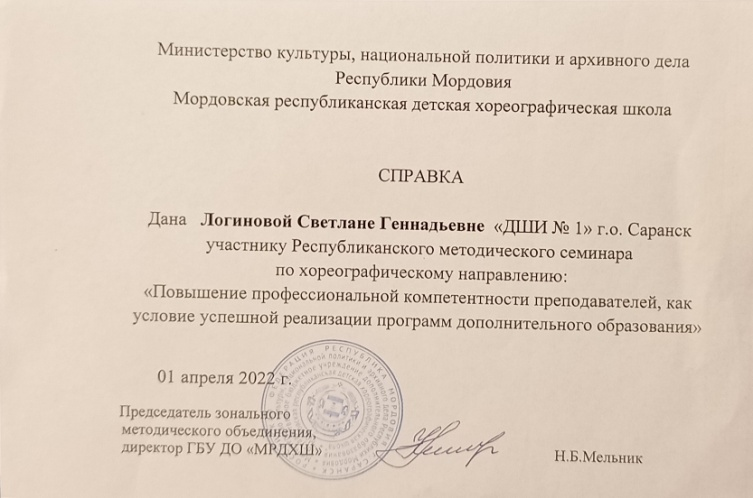 Министерство культуры, национальной политики и архивного дела
Республики Мордовия
Мордовская республиканская детская хореографическая школа
СПРАВКА
Дана Логиновой Светлане Геннадьевне «ДШИ № 1» г.о. Саранск
участнику Республиканского методического семинара
по хореографическому направлению:
«Повышение профессиональной компетентности преподавателей, как
условие успешной реализации программ дополнительного образования»
01 апреля 2022 г.
Председатель зонального
методического объединения,
директор ГБУ ДО «МРДХШ»
Н.Б.Мельник